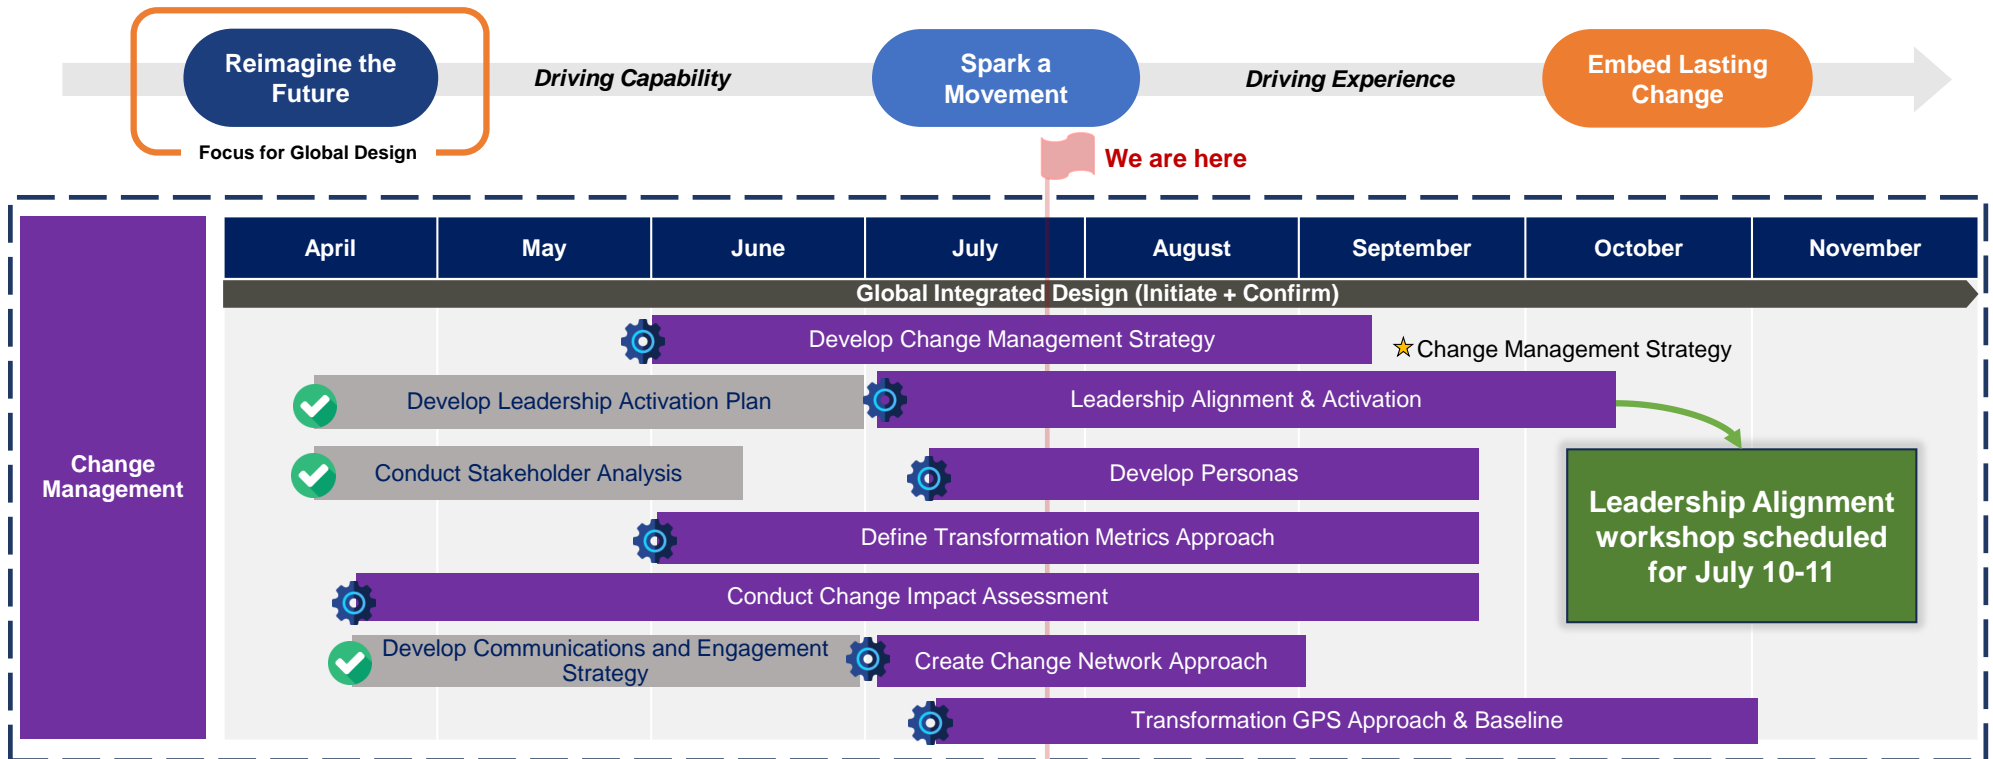 Reimagine the
Future
Driving Capability
Spark a
Movement
Driving Experience
Embed Lasting
Change
Focus for Global Design
We are here
April
May
June
July
August
September
October
November
Global Integrated Design (Initiate + Confirm)
Change
Management
Develop Change Management Strategy
Change Management Strategy
Develop Leadership Activation Plan
Leadership Alignment & Activation
Conduct Stakeholder Analysis
Develop Personas
Leadership Alignment
workshop scheduled
for July 10-11
Define Transformation Metrics Approach
Conduct Change Impact Assessment
Develop Communications and Engagement
Strategy
Create Change Network Approach
Transformation GPS Approach & Baseline